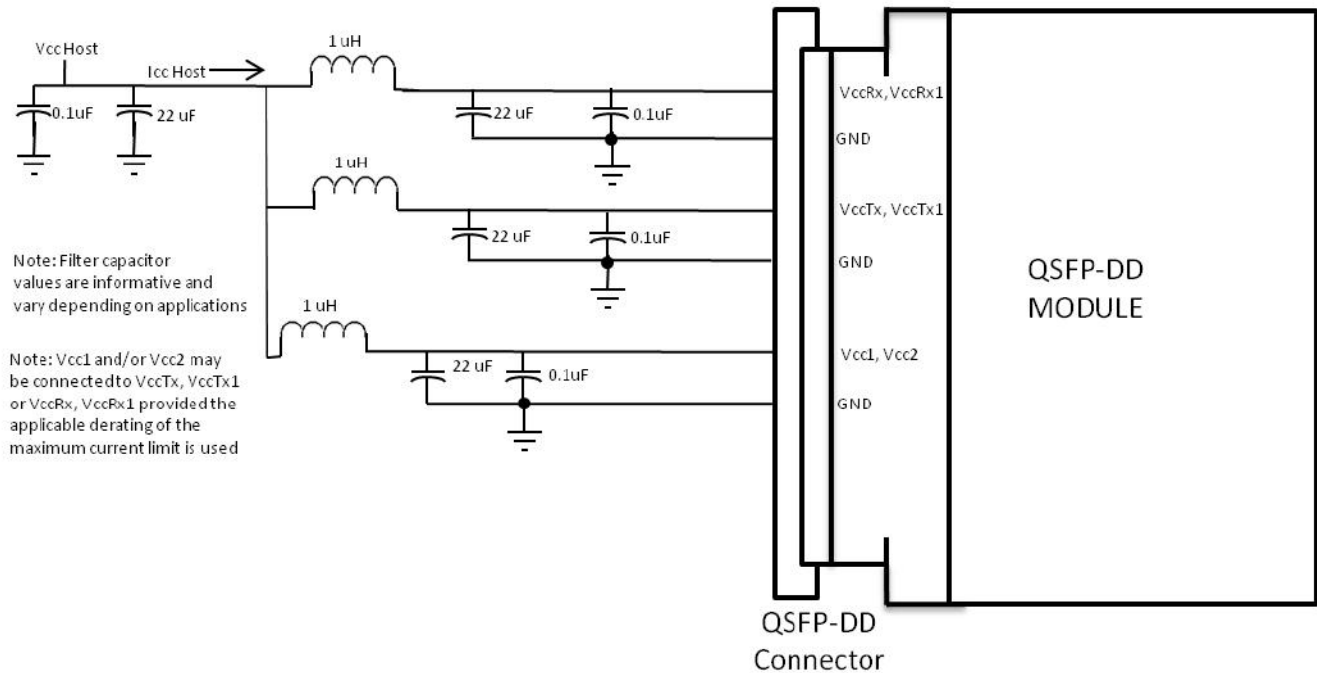 Vcc Host
Icc Host
0.1uF
22 uF
1 uH
22 uF
0.1uF
VccRx, VccRx1
GND
1 uH
22 uF
0.1uF
VccTx, VccTx1
GND
1 uH
22 uF
0.1uF
Vcc1, Vcc2
GND
Note: Filter capacitor
values are informative and
vary depending on applications
Note: Vcc1 and/or Vcc2 may
be connected to VccTx, VccTx1
or VccRx, VccRx1 provided the
applicable derating of the
maximum current limit is used
QSFP-DD
MODULE
QSFP-DD
Connector